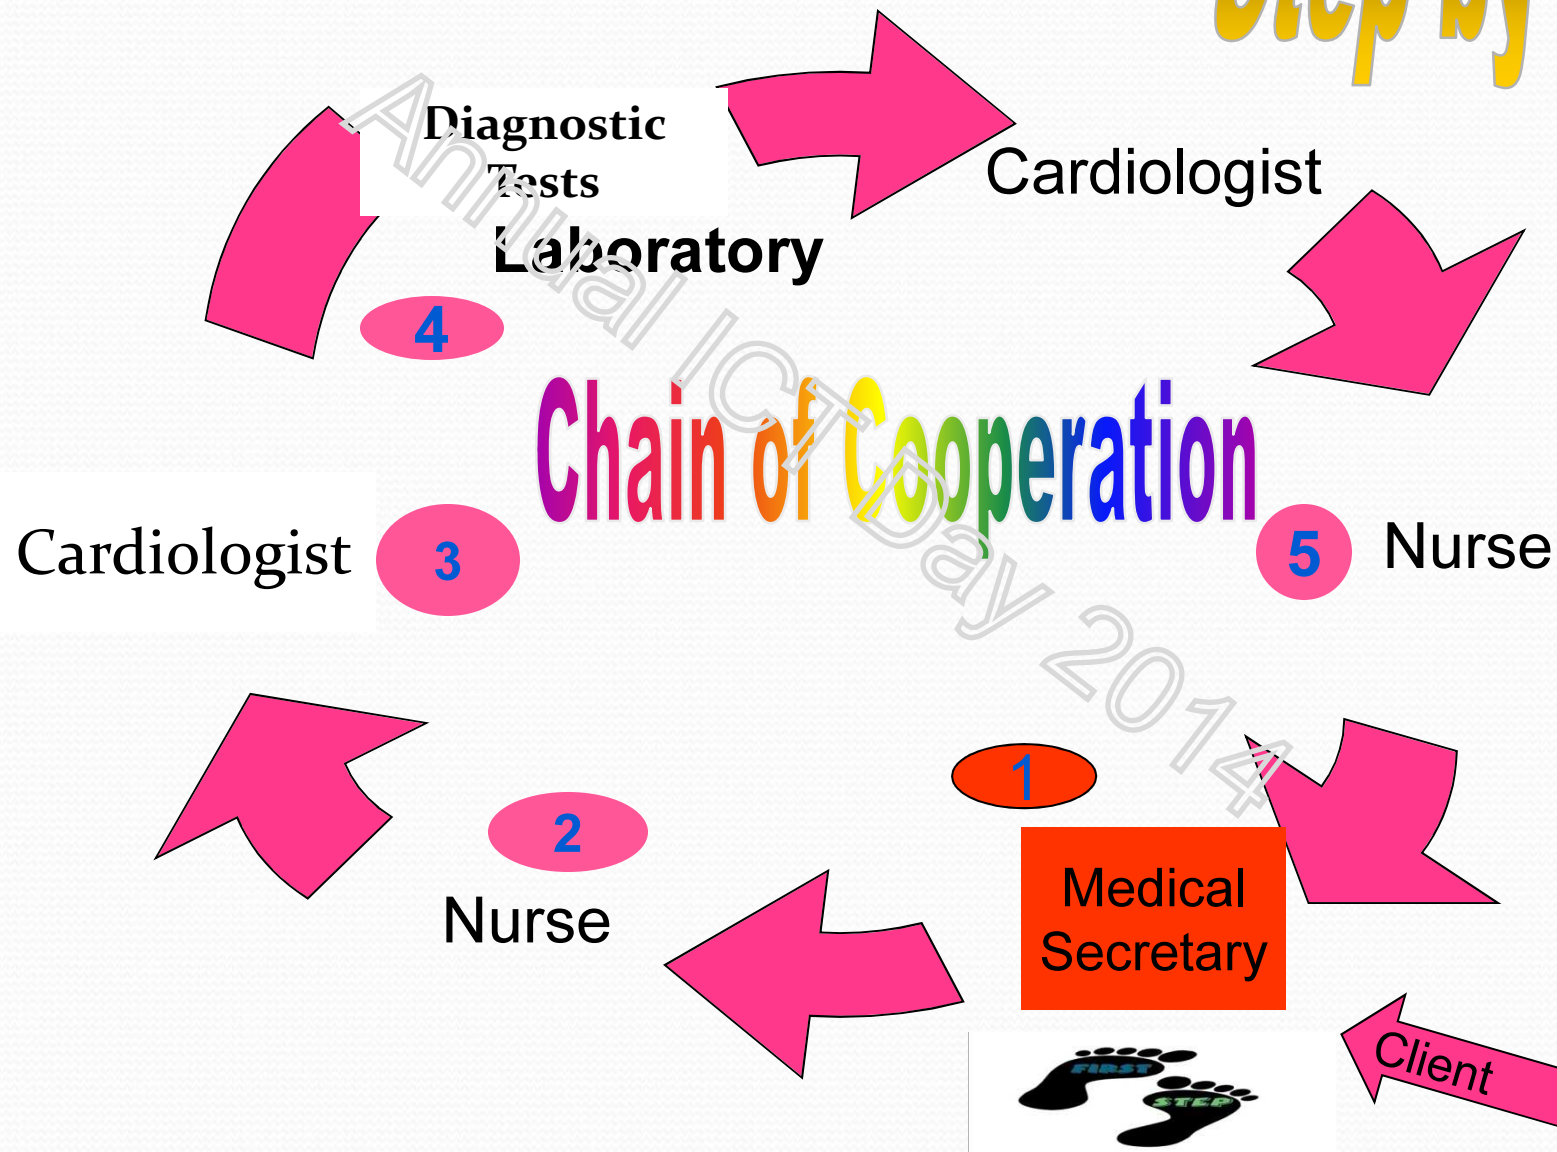 Step by
Diagnostic
Tests
Laboratory
Cardiologist
4
Chain of Cooperation
Cardiologist
3
5
Nurse
1
2
Nurse
Medical
Secretary
Client
FIRST
STEP
Annual ICT Day 2014